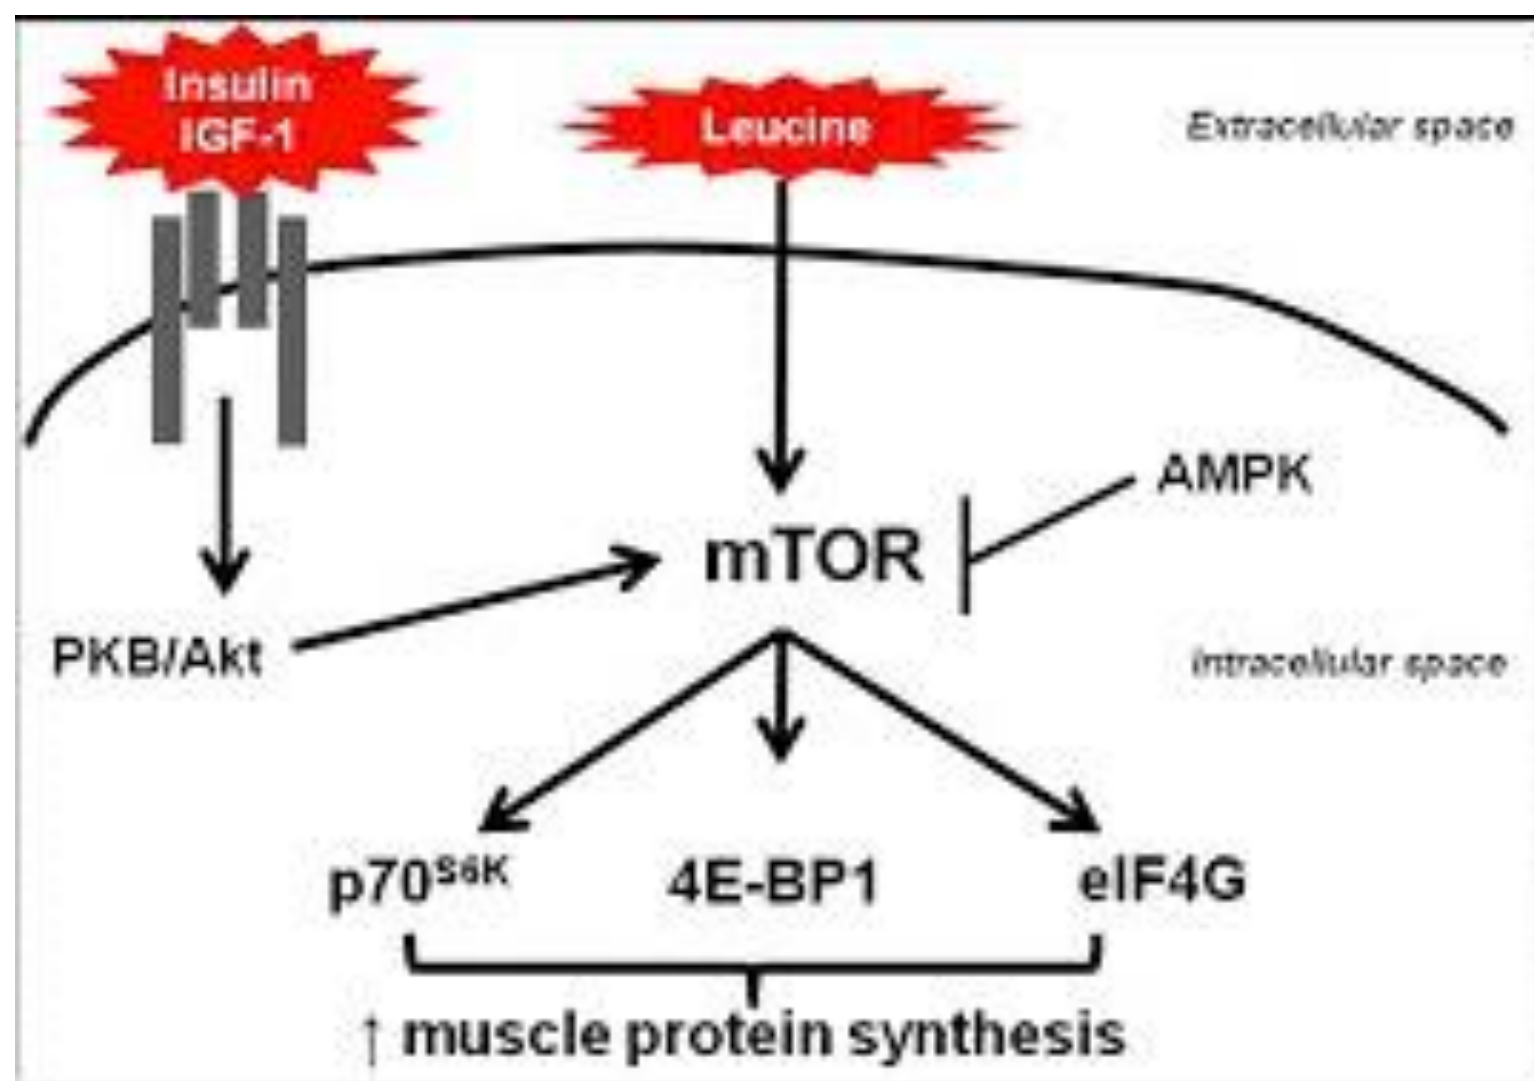 Insulin
IGF-1
Leucine
Extracellular space
AMPK
mTOR
PKB/Akt
Intracellular space
p70S6K
4E-BP1
eIF4G
↑ muscle protein synthesis